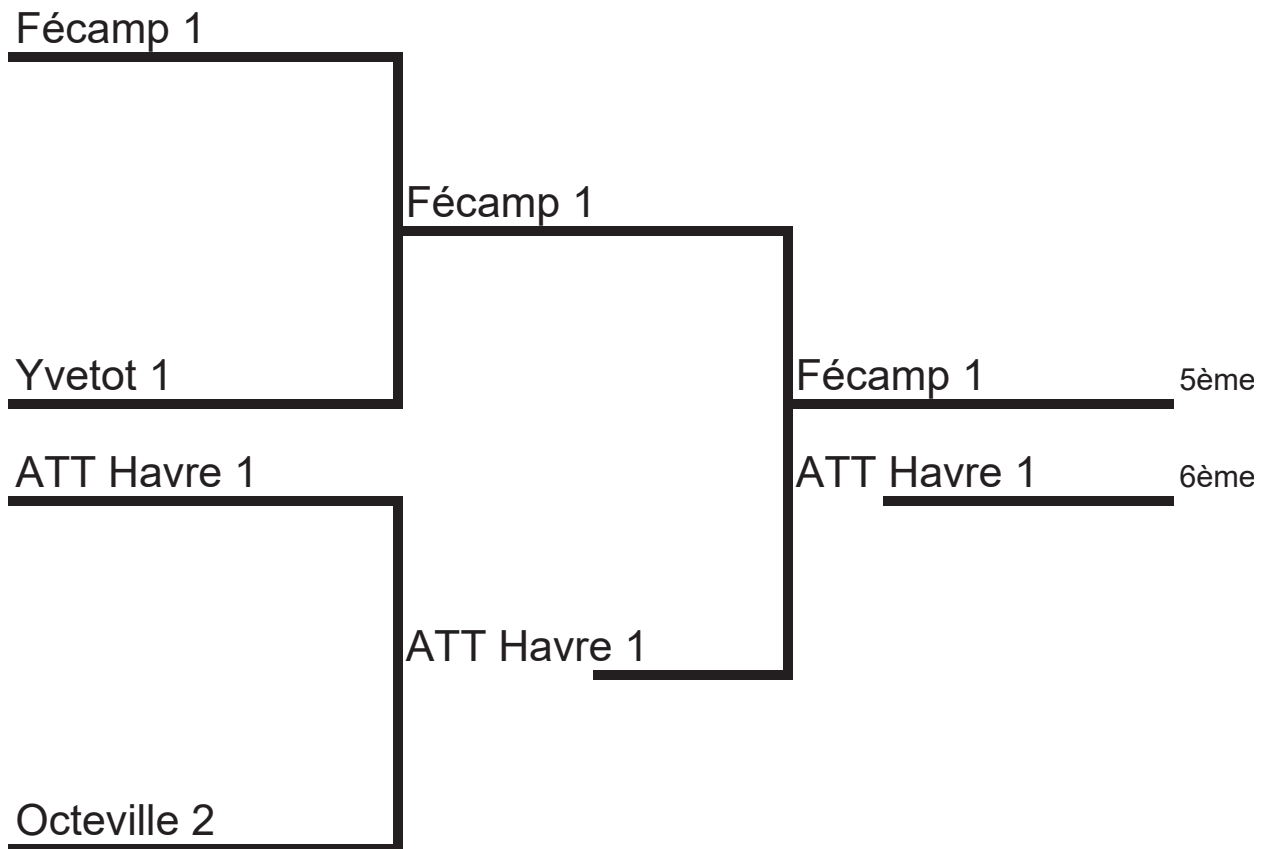 Fécamp 1
Fécamp 1
Yvetot 1
Fécamp 1 5ème
ATT Havre 1
ATT Havre 1 6ème
ATT Havre 1
Octeville 2